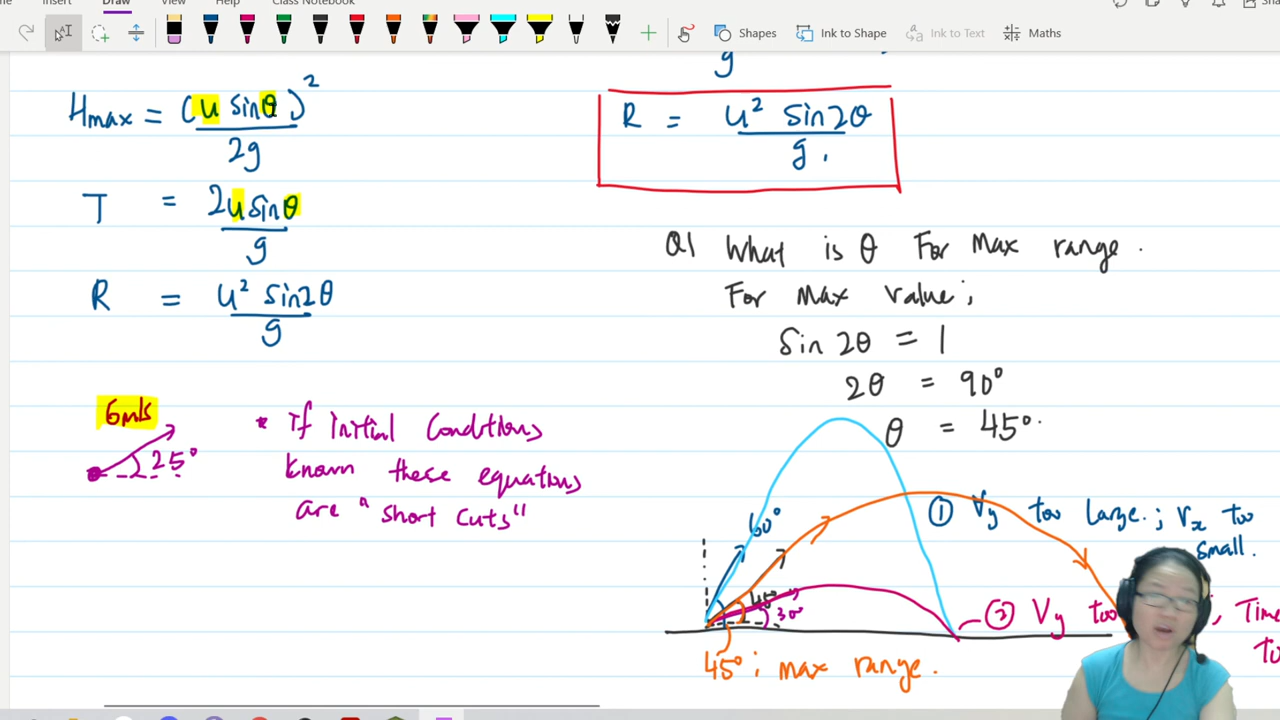 Insert Draw View Help Class Notebook
Shapes Ink to Shape Ink to Text Maths
Hmax = (u sinθ)²
2g
T = 2usinθ
g
R = u² sin2θ
g
6m/s
25°
* If initial conditions
known these equations
are "short cuts"
g
R = u² sin2θ
g.
Q1 What is θ For Max range.
For Max value;
sin 2θ = 1
2θ = 90°
θ = 45°.
60°
45°
30°
① Vy too large; Vx too
small.
② Vy too ; Time
to
45°; max range.